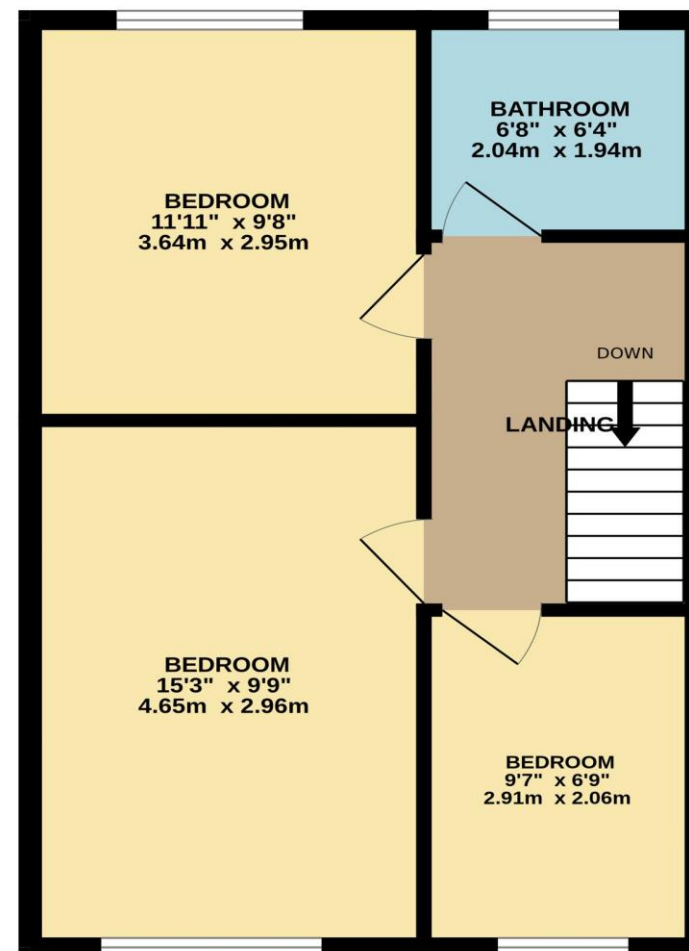 BATHROOM
6'8" x 6'4"
2.04m x 1.94m
BEDROOM
11'11" x 9'8"
3.64m x 2.95m
DOWN
LANDING
BEDROOM
15'3" x 9'9"
4.65m x 2.96m
BEDROOM
9'7" x 6'9"
2.91m x 2.06m